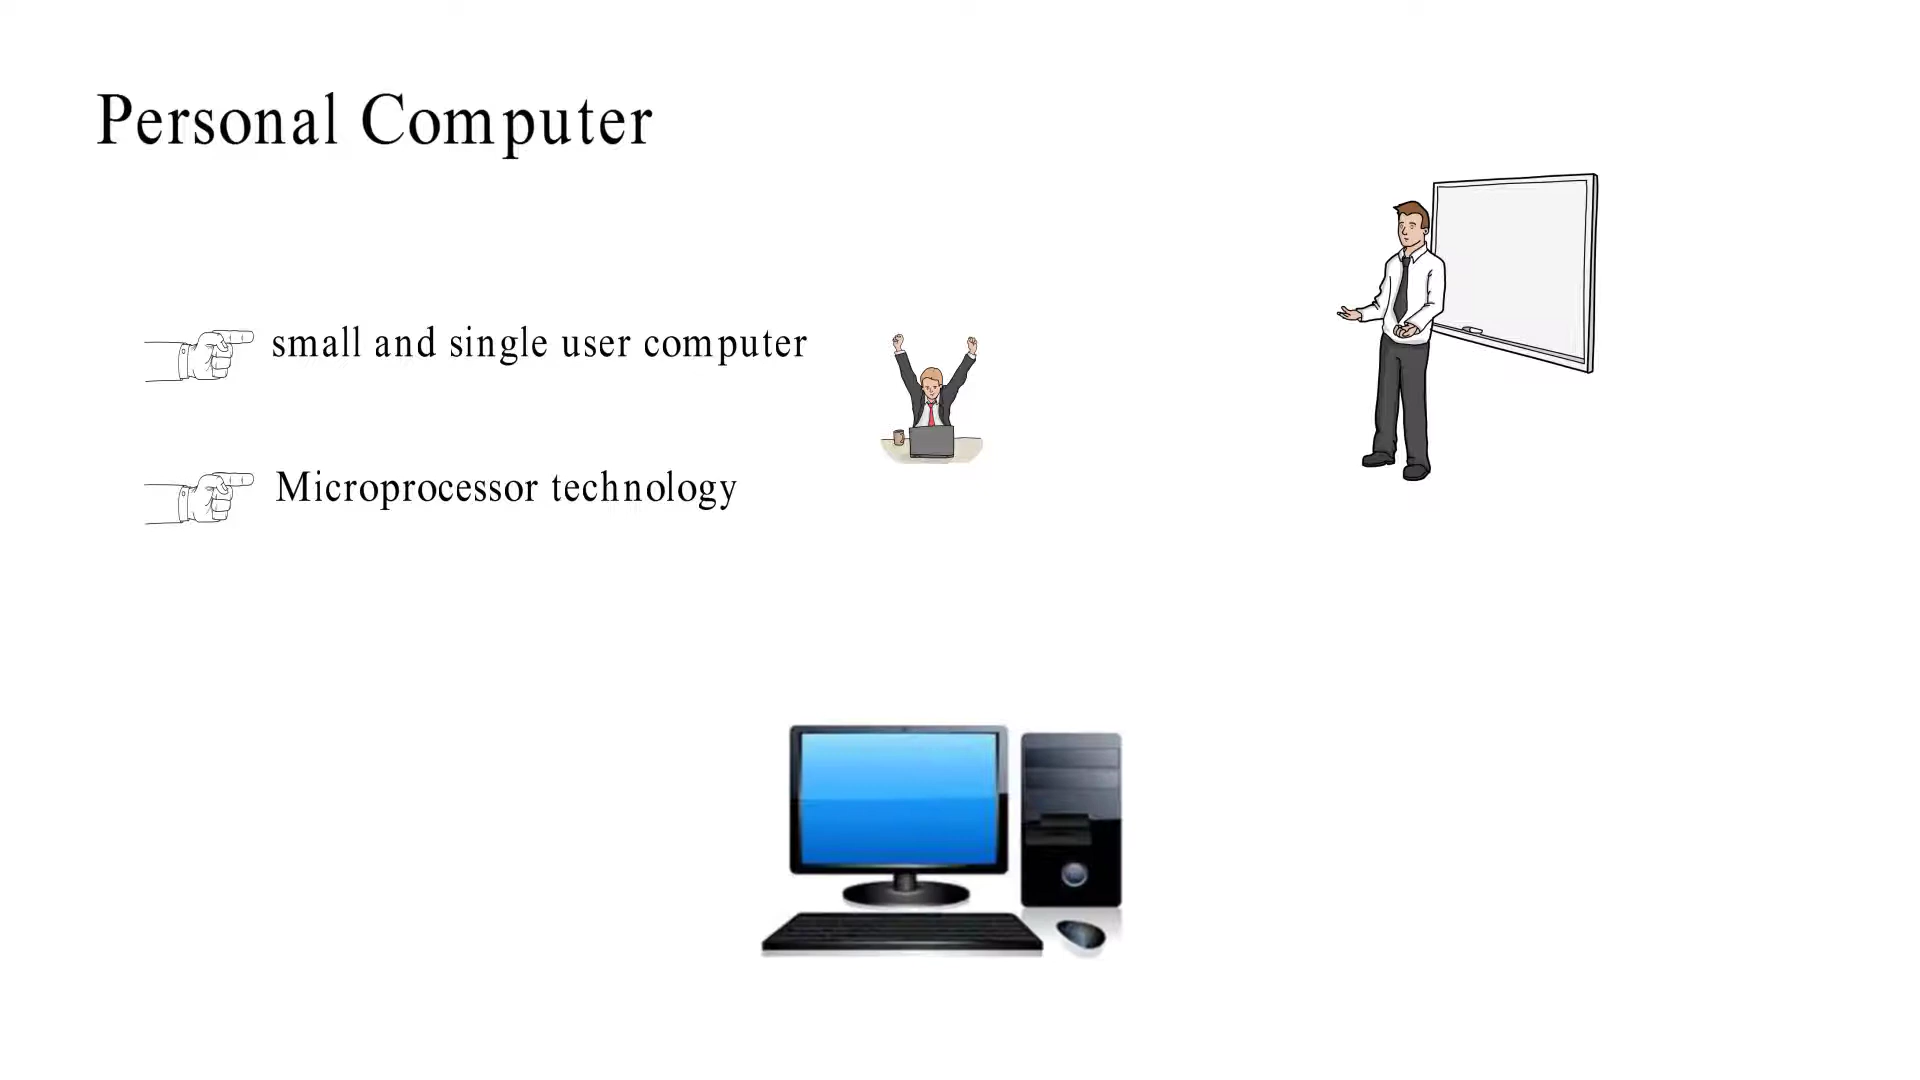 Personal Computer
small and single user computer
Microprocessor technology